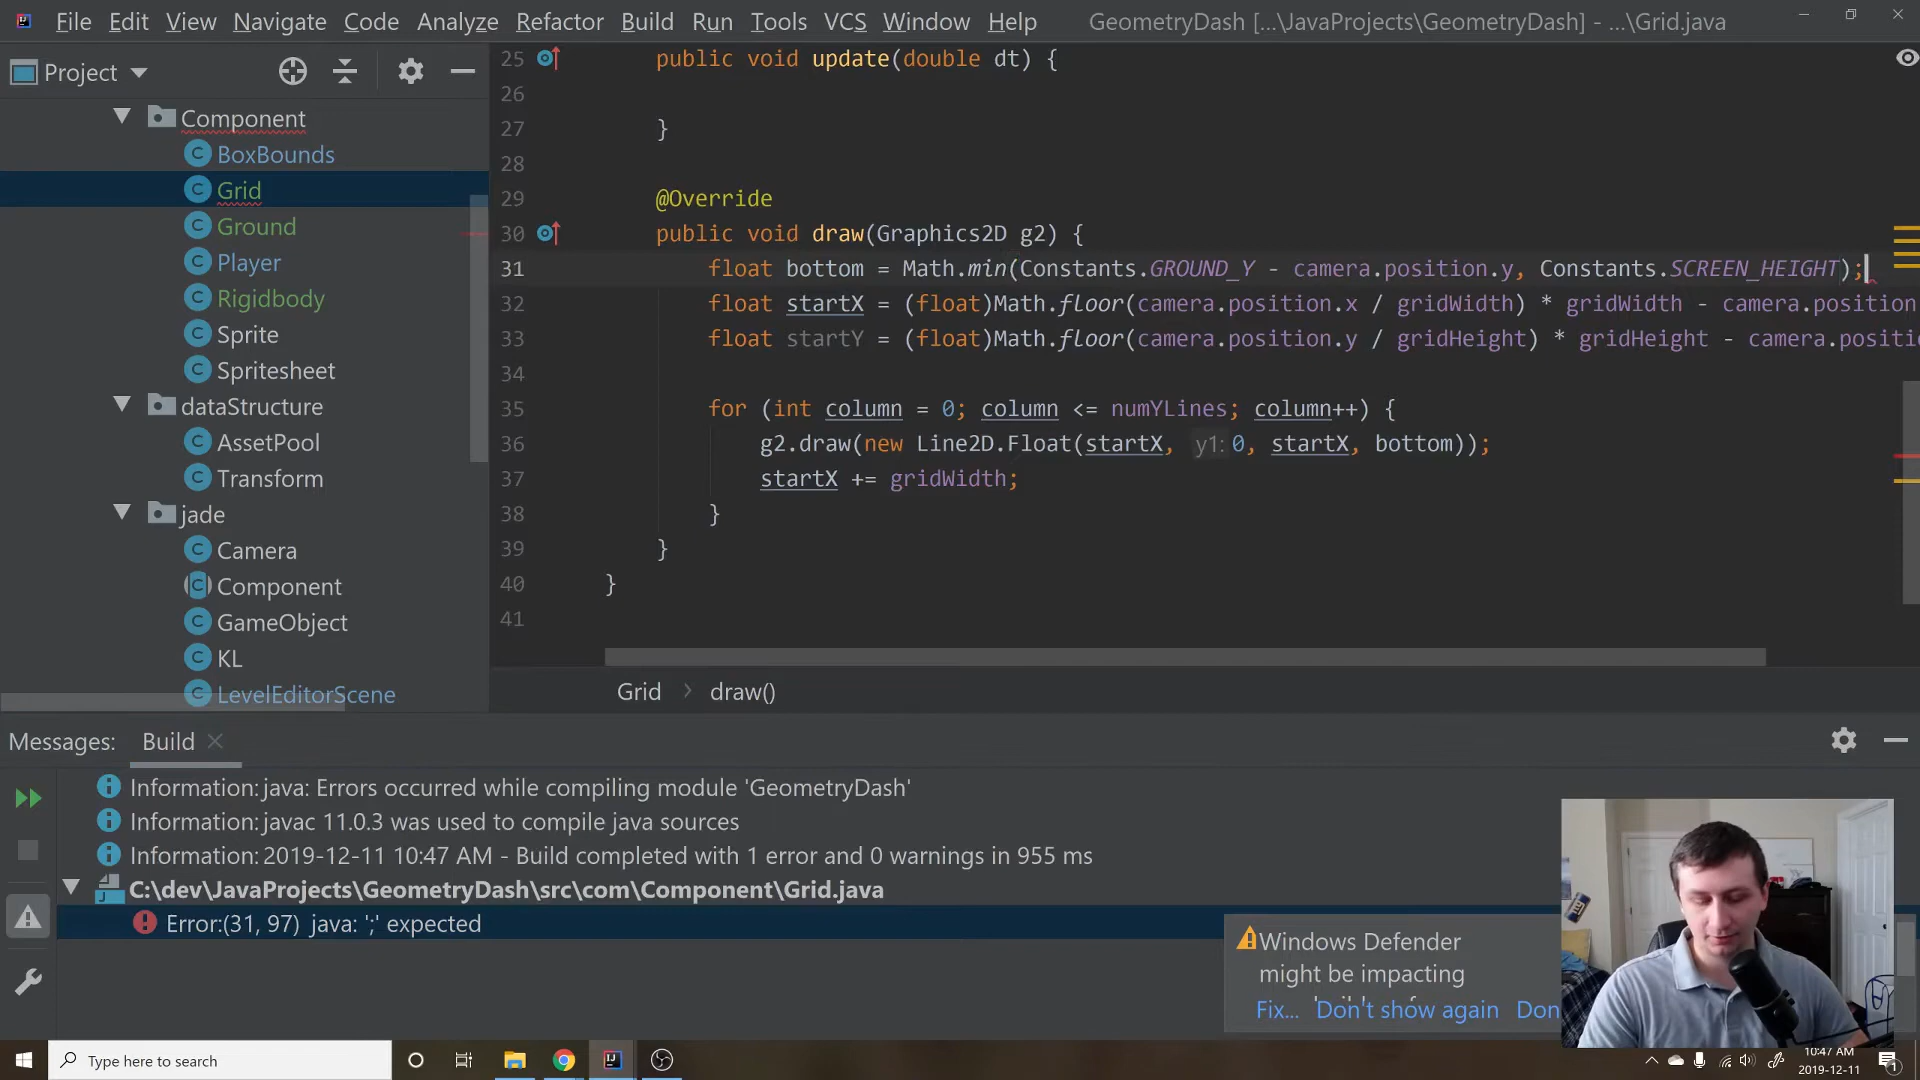 File Edit View Navigate Code Analyze Refactor Build Run Tools VCS Window Help GeometryDash [...\JavaProjects\GeometryDash] - ...\Grid.java
Project
Component
BoxBounds
Grid
Ground
Player
Rigidbody
Sprite
Spritesheet
dataStructure
AssetPool
Transform
jade
Camera
Component
GameObject
KL
LevelEditorScene
25 public void update(double dt) {
26
27 }
28
29 @Override
30 public void draw(Graphics2D g2) {
31 float bottom = Math.min(Constants.GROUND_Y - camera.position.y, Constants.SCREEN_HEIGHT);
32 float startX = (float)Math.floor(camera.position.x / gridWidth) * gridWidth - camera.position
33 float startY = (float)Math.floor(camera.position.y / gridHeight) * gridHeight - camera.positi
34
35 for (int column = 0; column <= numYLines; column++) {
36 g2.draw(new Line2D.Float(startX, y1: 0, startX, bottom));
37 startX += gridWidth;
38 }
39 }
40 }
41
Grid > draw()
Messages: Build
Information: java: Errors occurred while compiling module 'GeometryDash'
Information: javac 11.0.3 was used to compile java sources
Information: 2019-12-11 10:47 AM - Build completed with 1 error and 0 warnings in 955 ms
C:\dev\JavaProjects\GeometryDash\src\com\Component\Grid.java
Error:(31, 97) java: ';' expected
Windows Defender
might be impacting
Fix... Don't show again Don
Type here to search
10:47 AM
2019-12-11
1